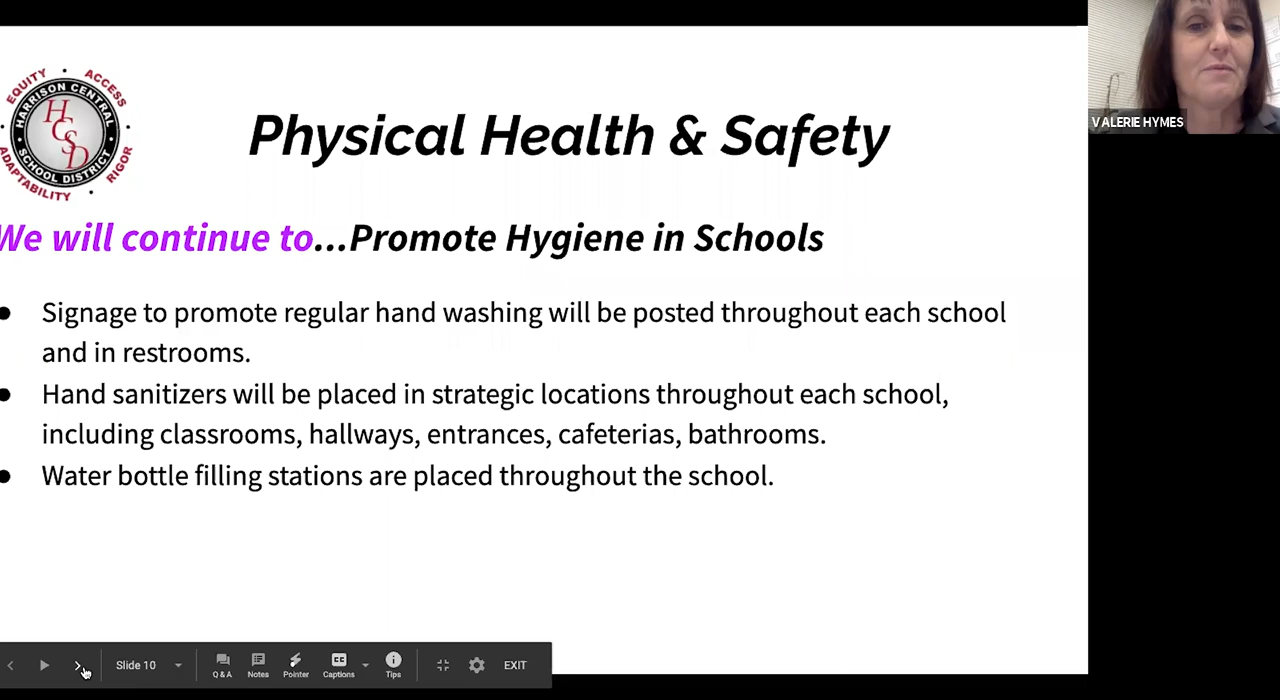 EQUITY · ACCESS
HARRISON CENTRAL
HCSD
SCHOOL DISTRICT
ADAPTABILITY · RIGOR
Physical Health & Safety
We will continue to...Promote Hygiene in Schools
● Signage to promote regular hand washing will be posted throughout each school
and in restrooms.
● Hand sanitizers will be placed in strategic locations throughout each school,
including classrooms, hallways, entrances, cafeterias, bathrooms.
● Water bottle filling stations are placed throughout the school.
VALERIE HYMES
Slide 10
Q & A Notes Pointer Captions Tips
CC
EXIT